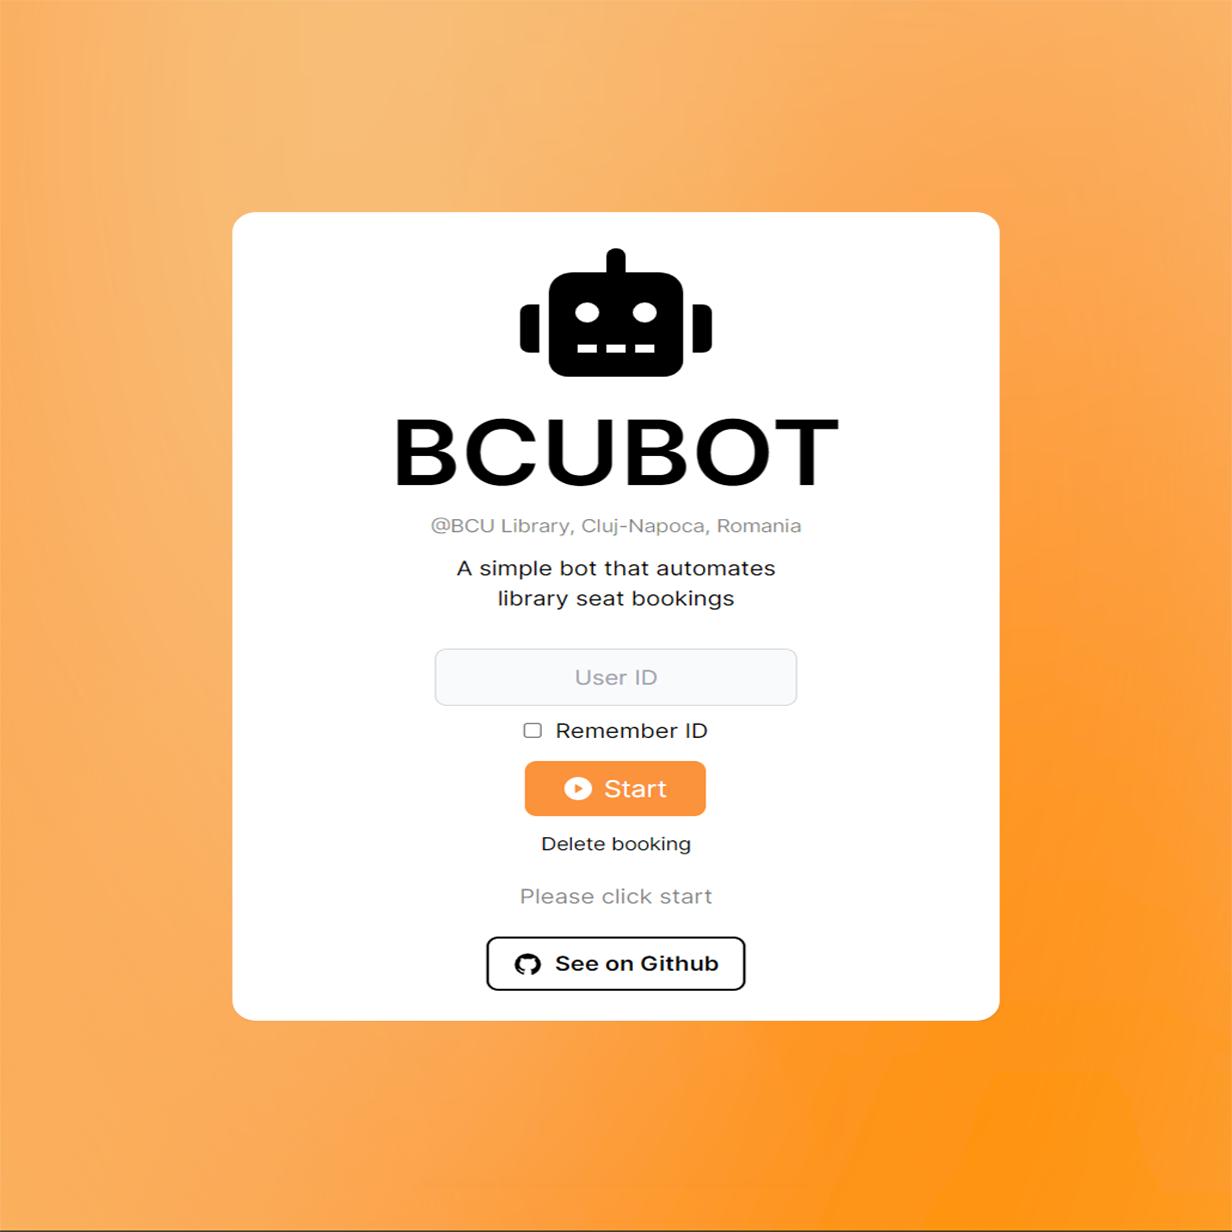 BCUBOT
@BCU Library, Cluj-Napoca, Romania
A simple bot that automates
library seat bookings
User ID
Remember ID
Start
Delete booking
Please click start
See on Github